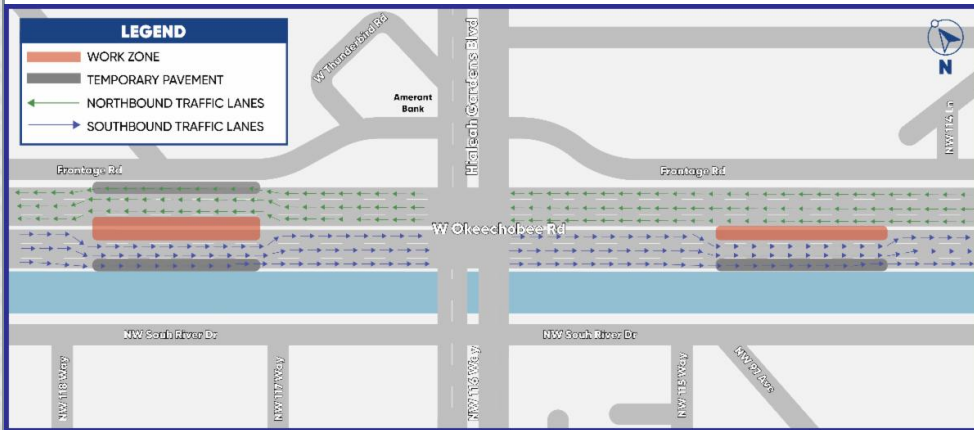 LEGEND
WORK ZONE
TEMPORARY PAVEMENT
NORTHBOUND TRAFFIC LANES
SOUTHBOUND TRAFFIC LANES
W Thunderbird Rd
Amerant
Bank
Hialeah Gardens Blvd
N
NW 114 Ln
Frontage Rd
Frontage Rd
W Okeechobee Rd
NW Souh River Dr
NW Souh River Dr
NW 118 Way
NW 117 Way
NW 116 Way
NW 115 Way
NW 97 Ave